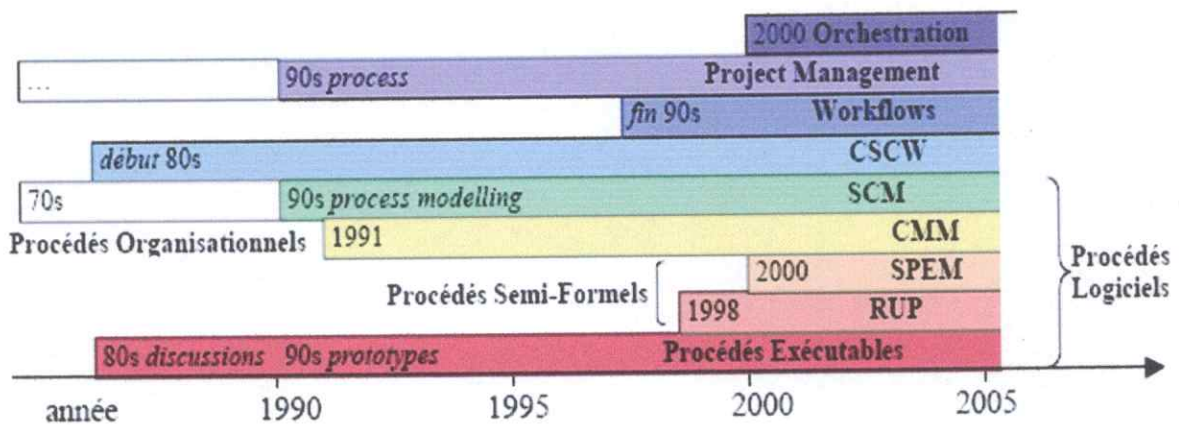 2000 Orchestration
... 90s process Project Management
fin 90s Workflows
début 80s CSCW
70s 90s process modelling SCM
Procédés Organisationnels 1991 CMM
Procédés Semi-Formels 2000 SPEM
1998 RUP
Procédés Logiciels
80s discussions 90s prototypes Procédés Exécutables
année 1990 1995 2000 2005